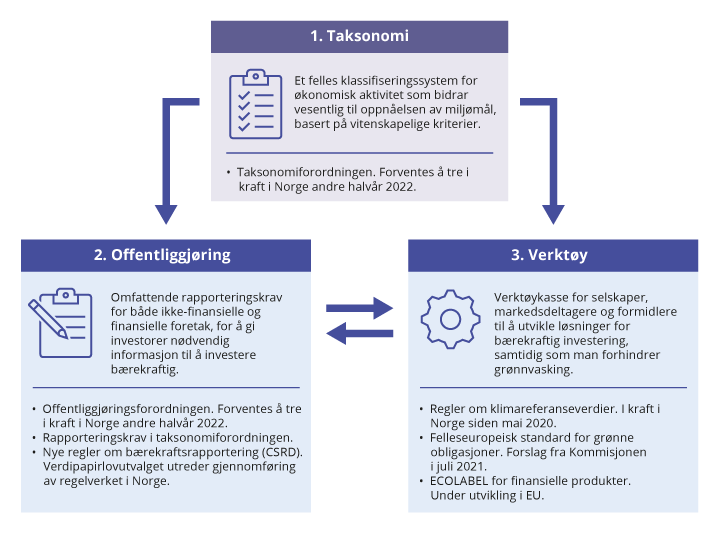 1. Taksonomi
Et felles klassifiseringssystem for
økonomisk aktivitet som bidrar
vesentlig til oppnåelsen av miljømål,
basert på vitenskapelige kriterier.
• Taksonomiforordningen. Forventes å tre i
kraft i Norge andre halvår 2022.
2. Offentliggjøring
Omfattende rapporteringskrav
for både ikke-finansielle og
finansielle foretak, for å gi
investorer nødvendig
informasjon til å investere
bærekraftig.
• Offentliggjøringsforordningen. Forventes å tre
i kraft i Norge andre halvår 2022.
• Rapporteringskrav i taksonomiforordningen.
• Nye regler om bærekraftsrapportering (CSRD).
Verdipapirlovutvalget utreder gjennomføring
av regelverket i Norge.
3. Verktøy
Verktøykasse for selskaper,
markedsdeltagere og formidlere
til å utvikle løsninger for
bærekraftig investering,
samtidig som man forhindrer
grønnvasking.
• Regler om klimareferanseverdier. I kraft i
Norge siden mai 2020.
• Felleseuropeisk standard for grønne
obligasjoner. Forslag fra Kommisjonen
i juli 2021.
• ECOLABEL for finansielle produkter.
Under utvikling i EU.